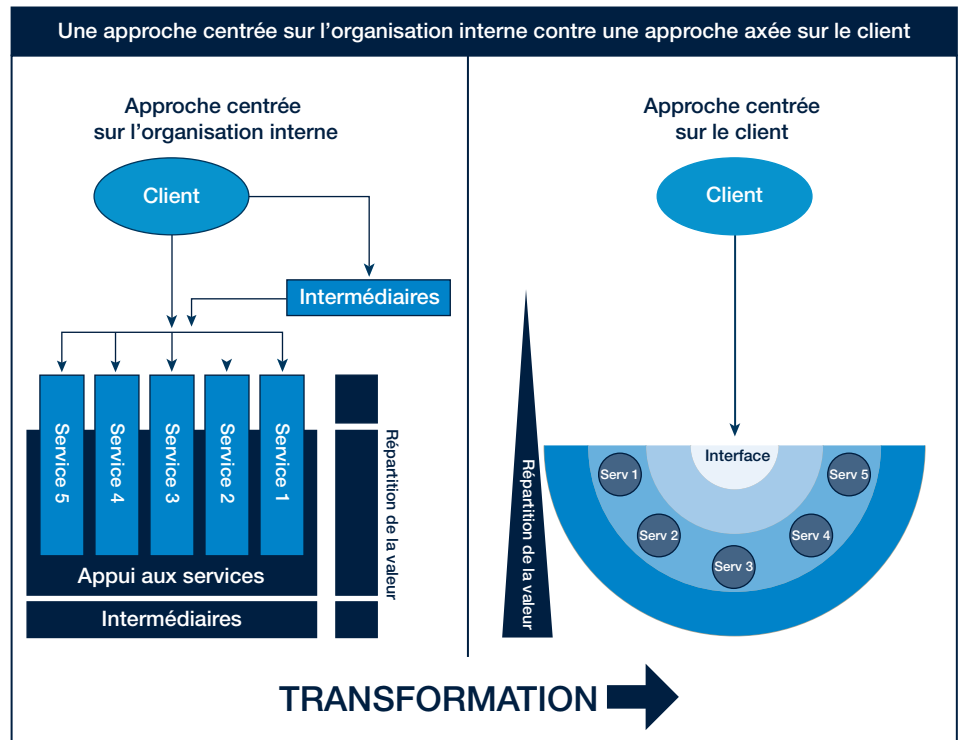 Une approche centrée sur l'organisation interne contre une approche axée sur le client
Approche centrée
sur l'organisation interne
Client
Intermédiaires
Service 5
Service 4
Service 3
Service 2
Service 1
Appui aux services
Intermédiaires
Répartition de la valeur
Approche centrée
sur le client
Client
Répartition de la valeur
Interface
Serv 1
Serv 2
Serv 3
Serv 4
Serv 5
TRANSFORMATION